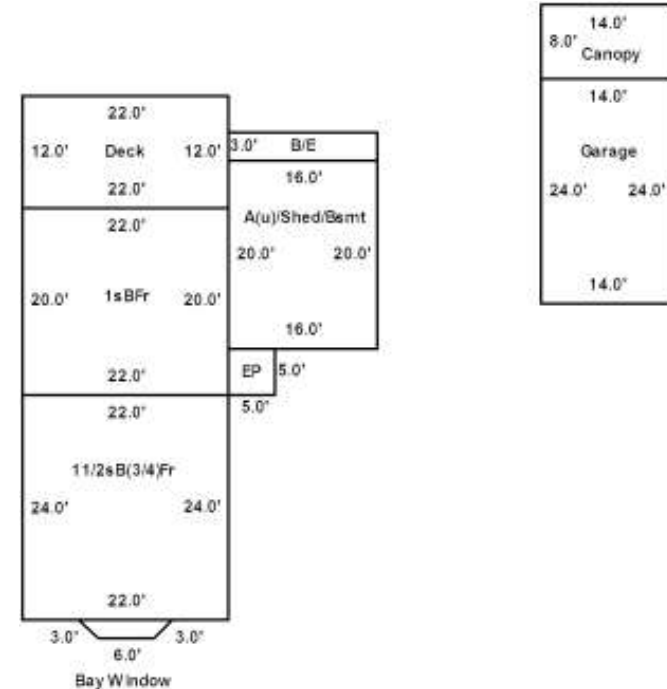 14.0'
8.0'
Canopy
14.0'
Garage
24.0' 24.0'
14.0'
22.0'
12.0' Deck 12.0'
22.0'
3.0' B/E
16.0'
A(u)/Shed/Bsmt
20.0' 20.0'
16.0'
22.0'
20.0' 1sBFr 20.0'
22.0'
EP 5.0'
5.0'
22.0'
11/2sB(3/4)Fr
24.0' 24.0'
22.0'
3.0' 3.0'
6.0'
Bay Window